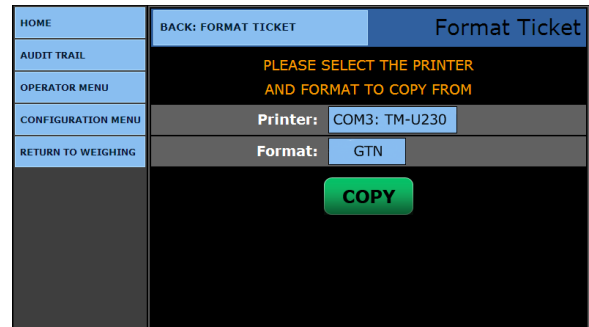 HOME
AUDIT TRAIL
OPERATOR MENU
CONFIGURATION MENU
RETURN TO WEIGHING
BACK: FORMAT TICKET
Format Ticket
PLEASE SELECT THE PRINTER
AND FORMAT TO COPY FROM
Printer: COM3: TM-U230
Format: GTN
COPY